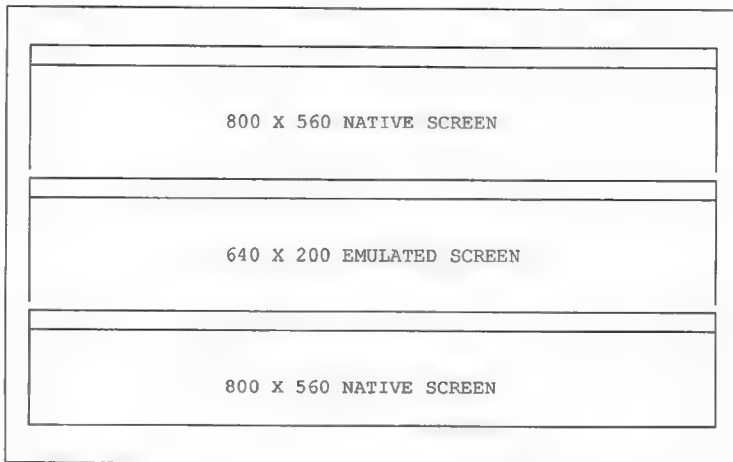 800 X 560 NATIVE SCREEN
640 X 200 EMULATED SCREEN
800 X 560 NATIVE SCREEN